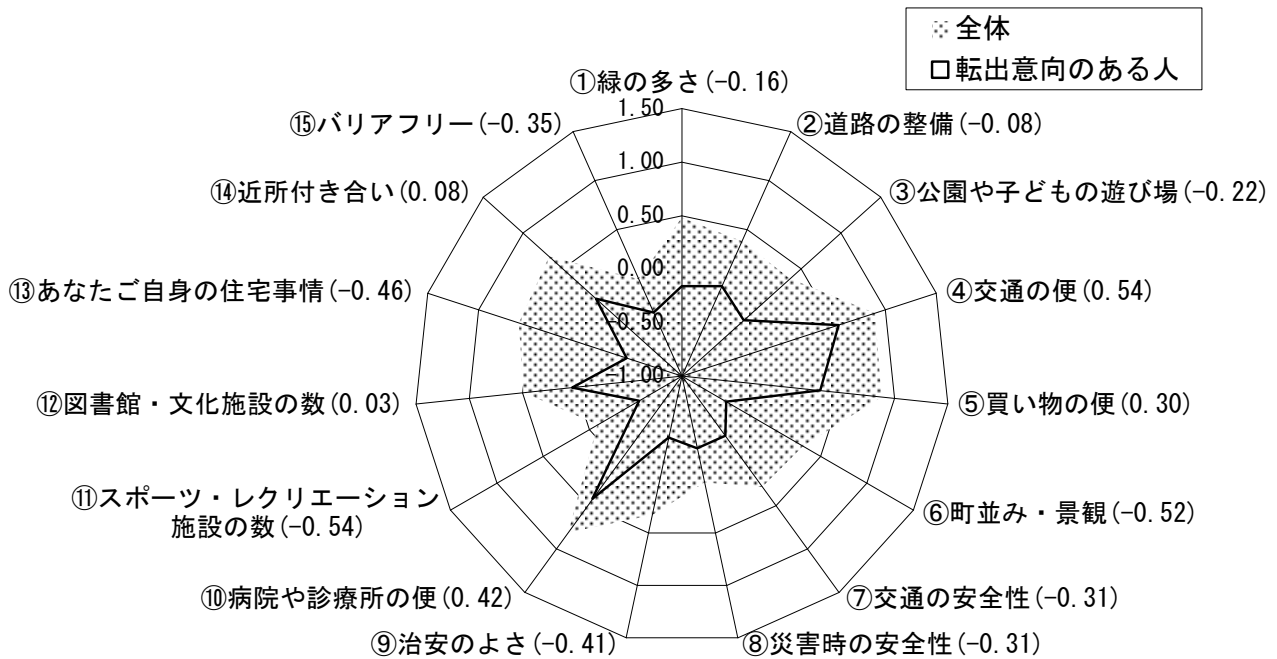 全体
転出意向のある人
①緑の多さ(-0.16)
②道路の整備(-0.08)
③公園や子どもの遊び場(-0.22)
④交通の便(0.54)
⑤買い物の便(0.30)
⑥町並み・景観(-0.52)
⑦交通の安全性(-0.31)
⑧災害時の安全性(-0.31)
⑨治安のよさ(-0.41)
⑩病院や診療所の便(0.42)
⑪スポーツ・レクリエーション
施設の数(-0.54)
⑫図書館・文化施設の数(0.03)
⑬あなたご自身の住宅事情(-0.46)
⑭近所付き合い(0.08)
⑮バリアフリー(-0.35)
1.50
1.00
0.50
0.00
-0.50
-1.00